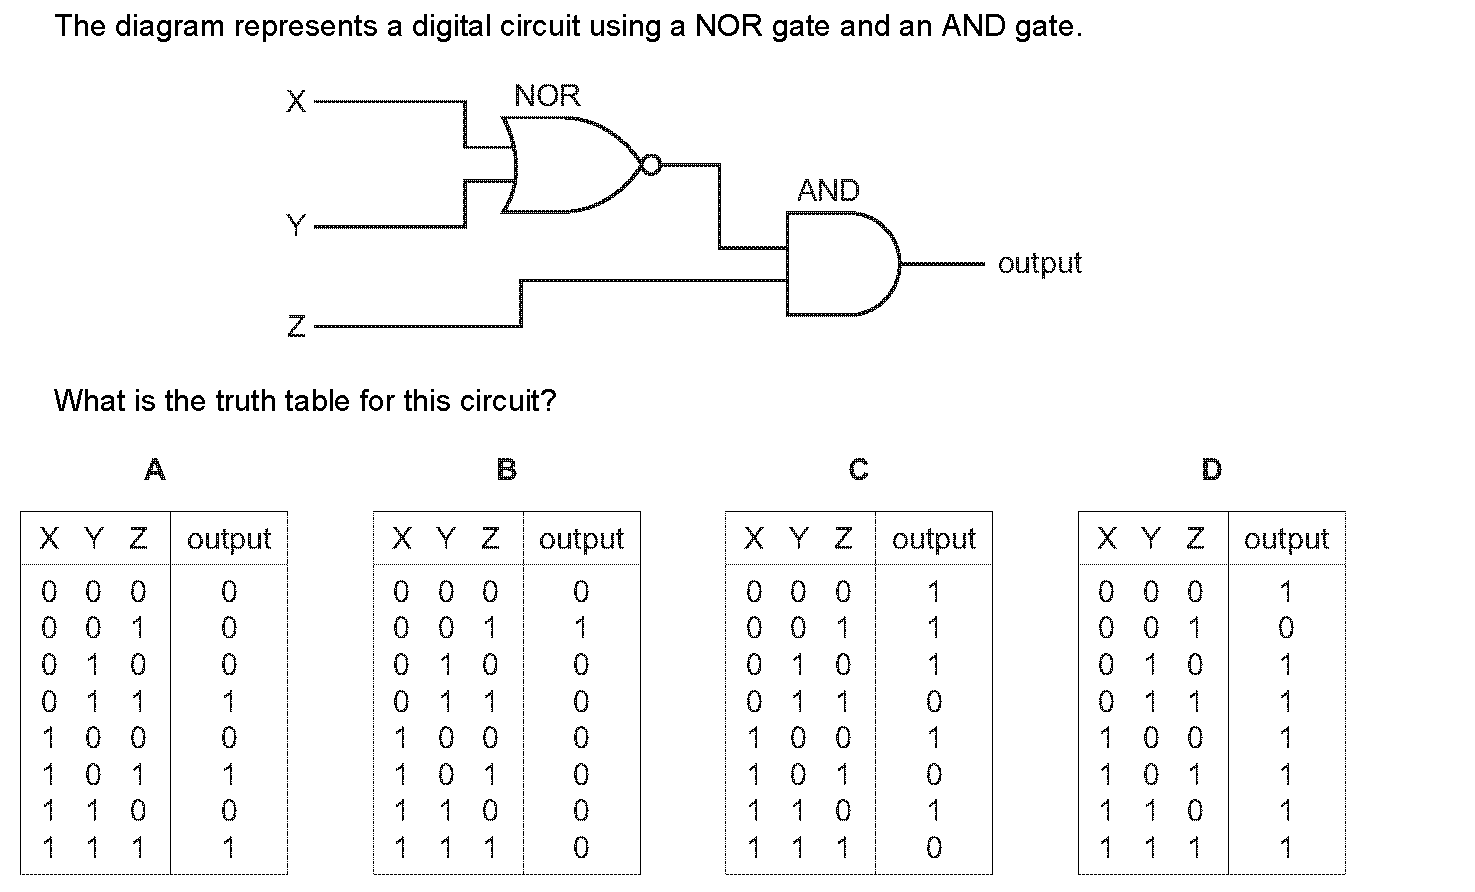 The diagram represents a digital circuit using a NOR gate and an AND gate.
X
NOR
AND
Y
output
Z
What is the truth table for this circuit?
A
X Y Z output
0 0 0 0
0 0 1 0
0 1 0 0
0 1 1 1
1 0 0 0
1 0 1 1
1 1 0 0
1 1 1 1
B
X Y Z output
0 0 0 0
0 0 1 1
0 1 0 0
0 1 1 0
1 0 0 0
1 0 1 0
1 1 0 0
1 1 1 0
C
X Y Z output
0 0 0 1
0 0 1 1
0 1 0 1
0 1 1 0
1 0 0 1
1 0 1 0
1 1 0 1
1 1 1 0
D
X Y Z output
0 0 0 1
0 0 1 0
0 1 0 1
0 1 1 1
1 0 0 1
1 0 1 1
1 1 0 1
1 1 1 1